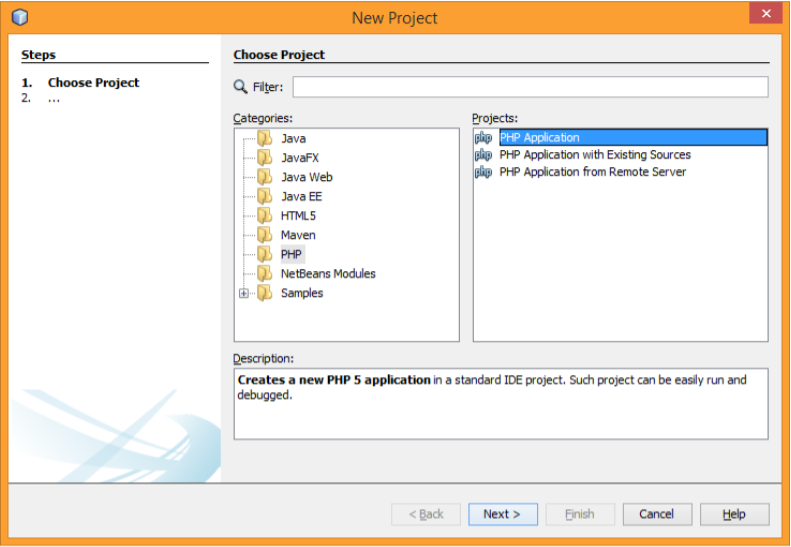 New Project
Steps
1. Choose Project
2. ...
Choose Project
Filter:
Categories:
Java
JavaFX
Java Web
Java EE
HTML5
Maven
PHP
NetBeans Modules
Samples
Projects:
php PHP Application
php PHP Application with Existing Sources
php PHP Application from Remote Server
Description:
Creates a new PHP 5 application in a standard IDE project. Such project can be easily run and
debugged.
< Back
Next >
Finish
Cancel
Help